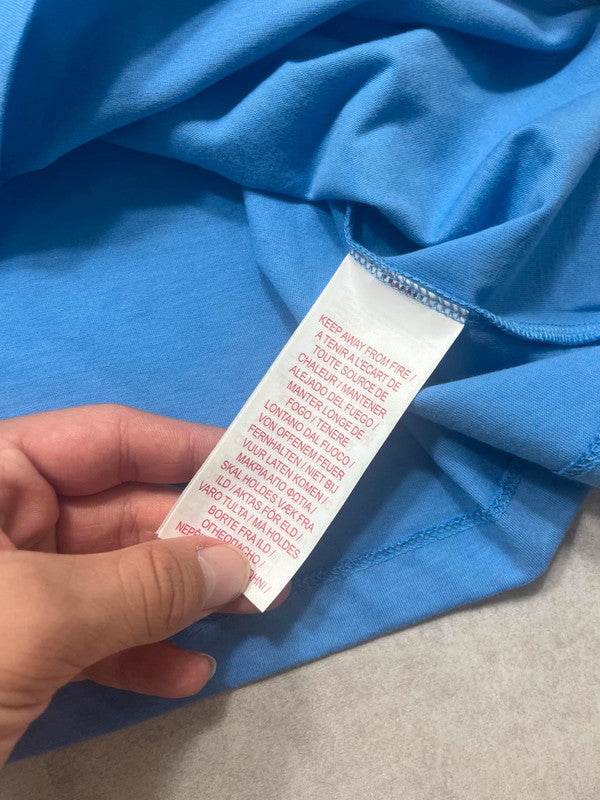 KEEP AWAY FROM FIRE /
A TENIR A L'ECART DE
TOUTE SOURCE DE
CHALEUR / MANTENER
ALEJADO DEL FUEGO /
MANTER LONGE DE
FOGO / TENERE
LONTANO DAL FUOCO /
VON OFFENEM FEUER
FERNHALTEN / NIET BIJ
VUUR LATEN KOMEN /
ΜΑΚΡΙΑ ΑΠΟ ΦΩΤΙΑ /
SKAL HOLDES VÆK FRA
ILD / AKTAS FÖR ELD /
VARO TULTA / MÅ HOLDES
BORTE FRA ILD /
ОГНЕОПАСНО /